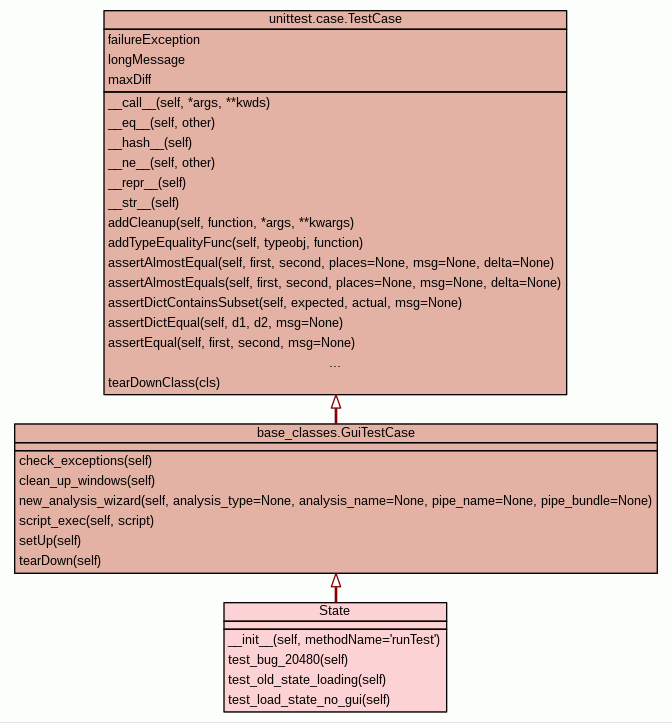 unittest.case.TestCase
failureException
longMessage
maxDiff
__call__(self, *args, **kwds)
__eq__(self, other)
__hash__(self)
__ne__(self, other)
__repr__(self)
__str__(self)
addCleanup(self, function, *args, **kwargs)
addTypeEqualityFunc(self, typeobj, function)
assertAlmostEqual(self, first, second, places=None, msg=None, delta=None)
assertAlmostEquals(self, first, second, places=None, msg=None, delta=None)
assertDictContainsSubset(self, expected, actual, msg=None)
assertDictEqual(self, d1, d2, msg=None)
assertEqual(self, first, second, msg=None)
...
tearDownClass(cls)
base_classes.GuiTestCase
check_exceptions(self)
clean_up_windows(self)
new_analysis_wizard(self, analysis_type=None, analysis_name=None, pipe_name=None, pipe_bundle=None)
script_exec(self, script)
setUp(self)
tearDown(self)
State
__init__(self, methodName='runTest')
test_bug_20480(self)
test_old_state_loading(self)
test_load_state_no_gui(self)